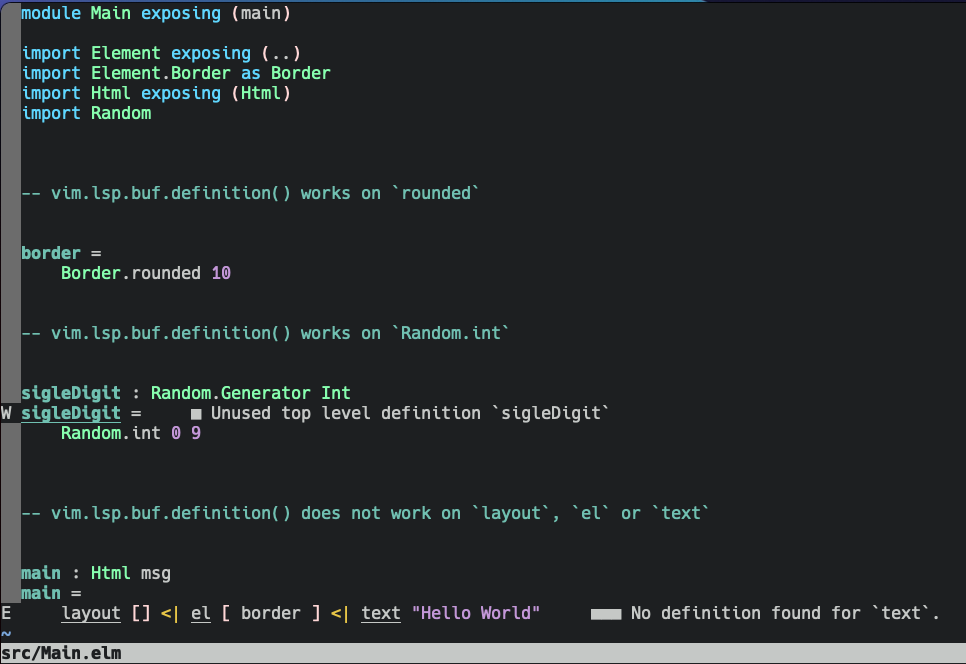 module Main exposing (main)
import Element exposing (..)
import Element.Border as Border
import Html exposing (Html)
import Random
-- vim.lsp.buf.definition() works on `rounded`
border =
    Border.rounded 10
-- vim.lsp.buf.definition() works on `Random.int`
sigleDigit : Random.Generator Int
W sigleDigit =     ■ Unused top level definition `sigleDigit`
    Random.int 0 9
-- vim.lsp.buf.definition() does not work on `layout`, `el` or `text`
main : Html msg
main =
E     layout [] <| el [ border ] <| text "Hello World"     ■■■ No definition found for `text`.
~
src/Main.elm